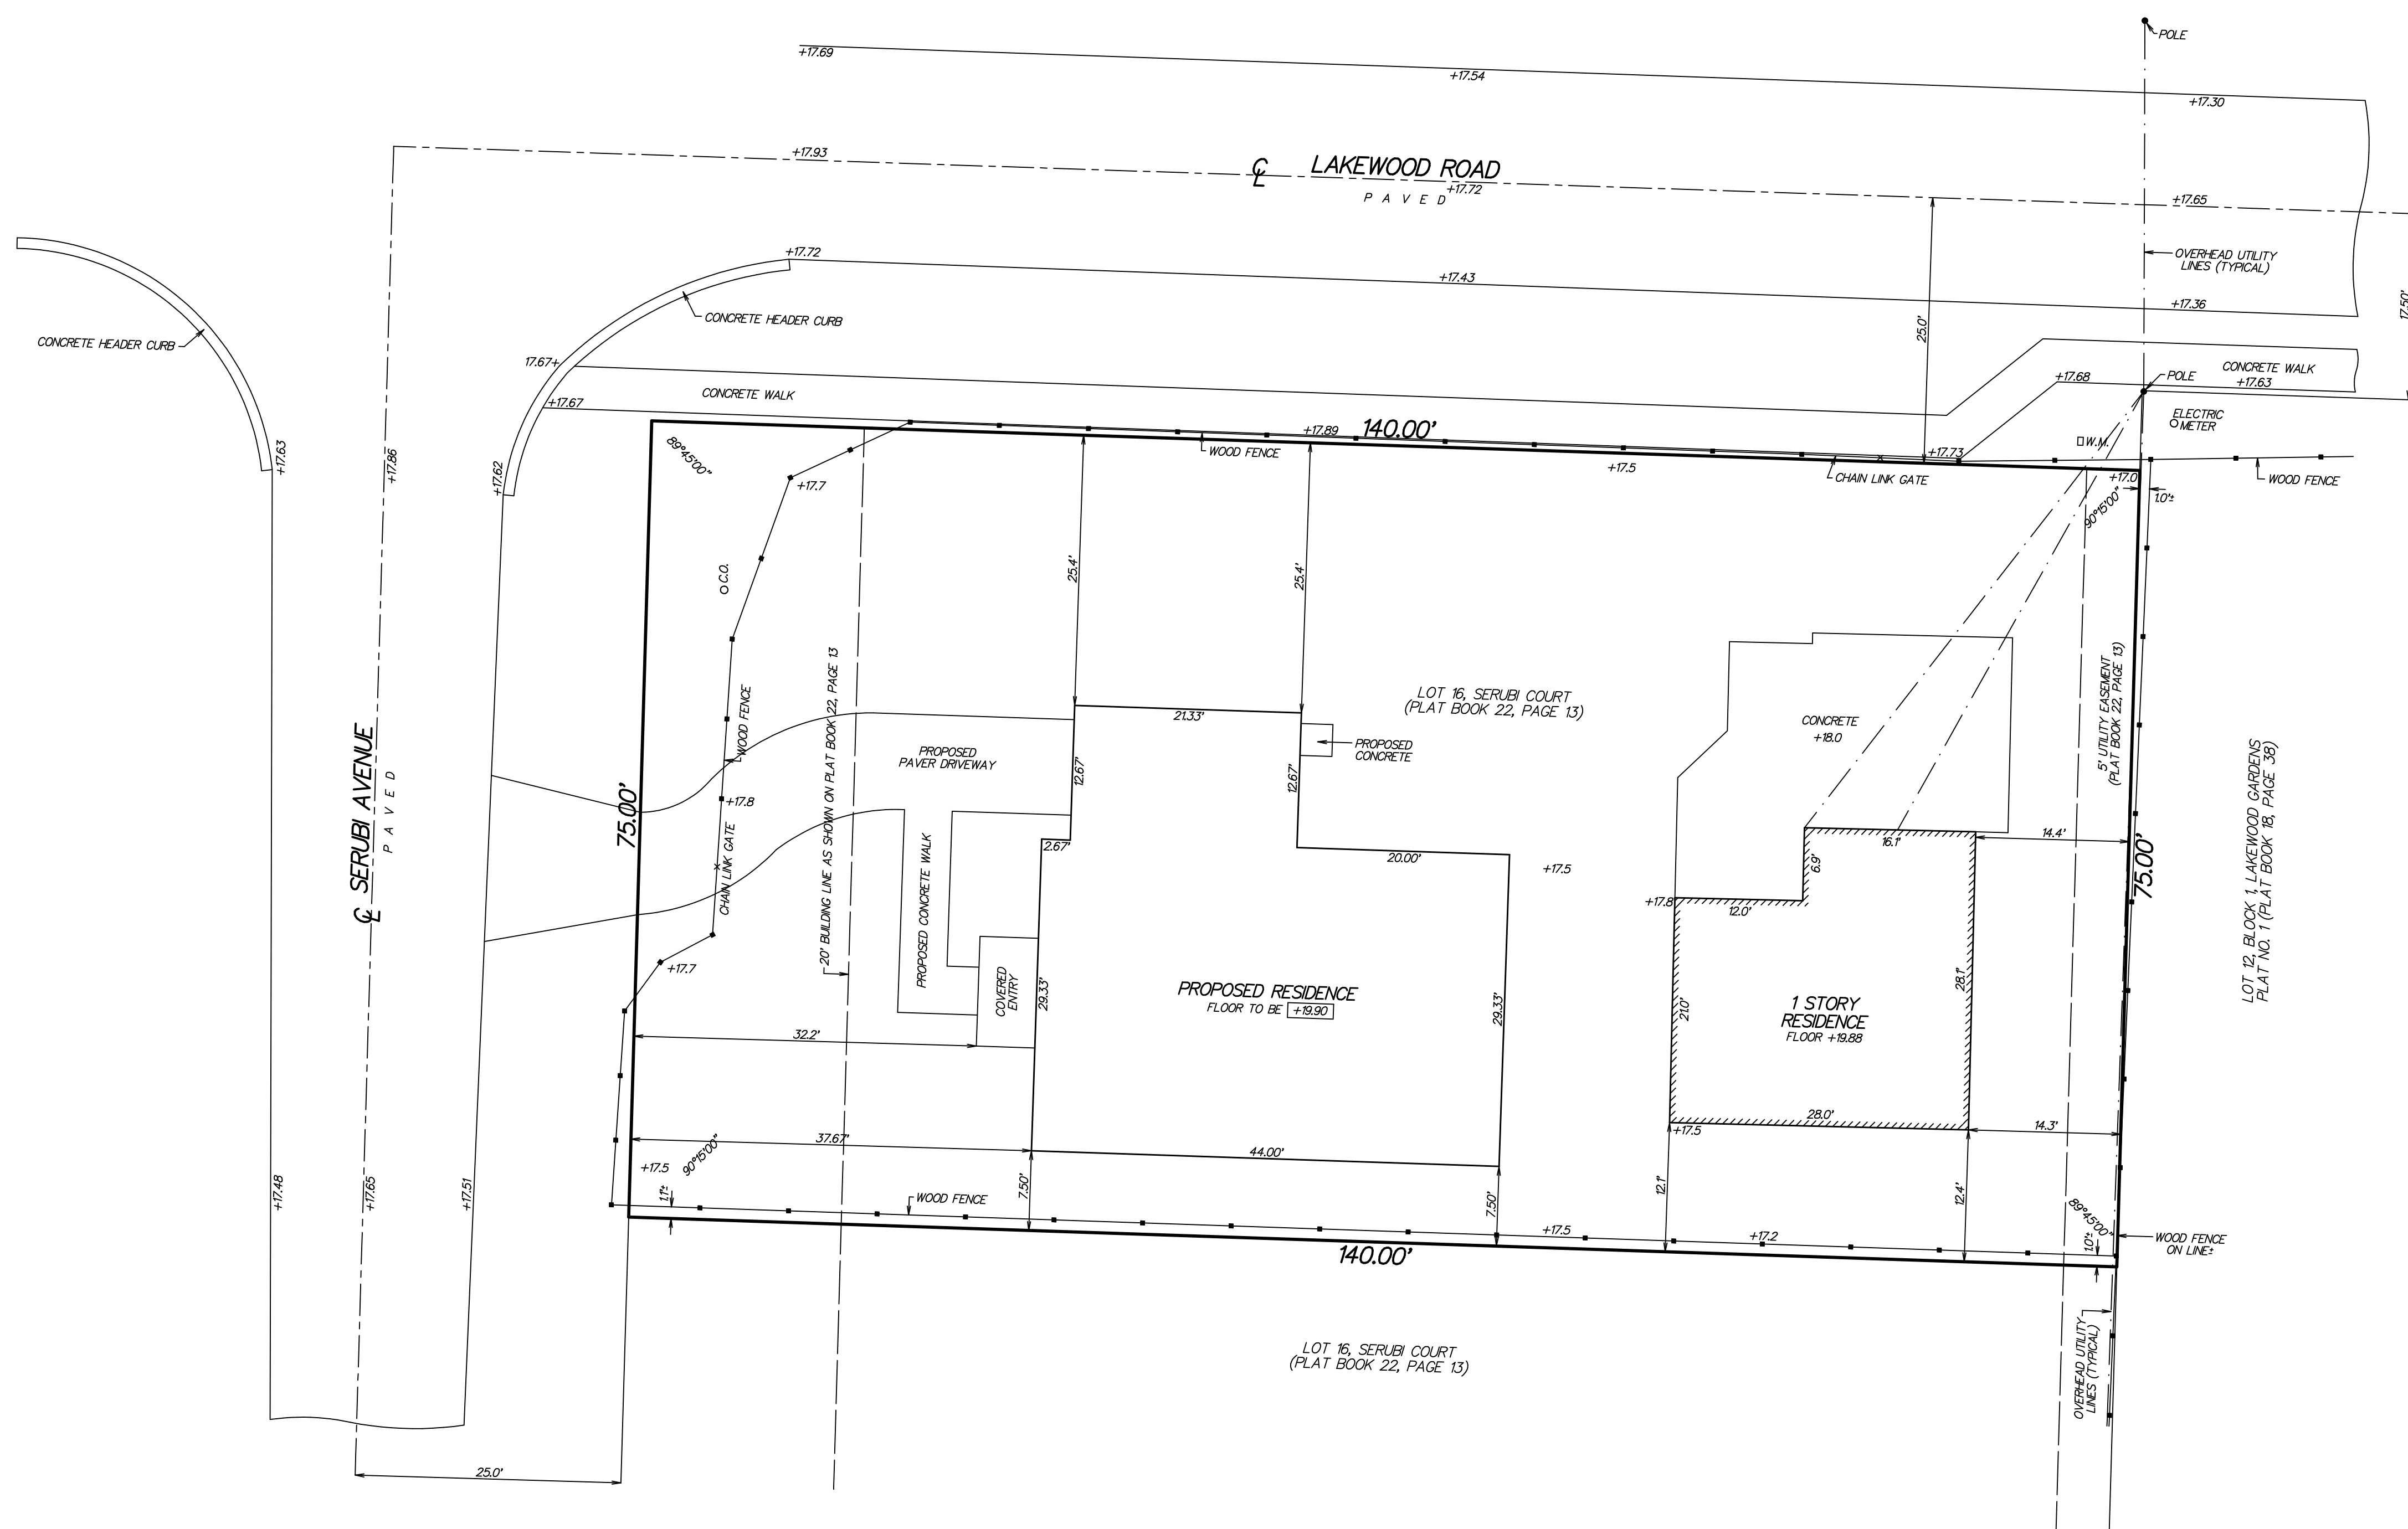 POLE
+17.69
+17.54
+17.30
+17.93
℄ LAKEWOOD ROAD
+17.72
PAVED
+17.65
+17.72
+17.43
OVERHEAD UTILITY
LINES (TYPICAL)
+17.36
17.50'
25.0'
CONCRETE HEADER CURB
CONCRETE HEADER CURB
17.67+
CONCRETE WALK
+17.67
+17.68
POLE
CONCRETE WALK
+17.63
ELECTRIC
METER
W.M.
140.00'
+17.89
WOOD FENCE
89°45'00"
+17.73
+17.5
CHAIN LINK GATE
+17.0
1.0'±
WOOD FENCE
90°15'00"
+17.63
+17.86
+17.62
+17.7
C.O.
25.4'
25.4'
20' BUILDING LINE AS SHOWN ON PLAT BOOK 22, PAGE 13
WOOD FENCE
5' UTILITY EASEMENT
(PLAT BOOK 22, PAGE 13)
LOT 16, SERUBI COURT
(PLAT BOOK 22, PAGE 13)
21.33'
CONCRETE
+18.0
PROPOSED
PAVER DRIVEWAY
PROPOSED
CONCRETE
12.67'
12.67'
℄ SERUBI AVENUE
PAVED
75.00'
+17.8
CHAIN LINK GATE
PROPOSED CONCRETE WALK
2.67'
20.00'
+17.5
16.1'
14.4'
6.9'
75.00'
+17.8
12.0'
LOT 12, BLOCK 1, LAKEWOOD GARDENS
PLAT NO. 1 (PLAT BOOK 18, PAGE 38)
+17.7
COVERED
ENTRY
29.33'
PROPOSED RESIDENCE
FLOOR TO BE +19.90
29.33'
21.0'
1 STORY
RESIDENCE
FLOOR +19.88
28.1'
32.2'
28.0'
+17.5
14.3'
37.67'
44.00'
+17.5
90°15'00"
1.1'±
WOOD FENCE
7.50'
7.50'
12.1'
12.4'
+17.48
+17.65
+17.51
+17.5
+17.2
89°45'00"
1.0'±
WOOD FENCE
ON LINE±
140.00'
OVERHEAD UTILITY
LINES (TYPICAL)
LOT 16, SERUBI COURT
(PLAT BOOK 22, PAGE 13)
25.0'